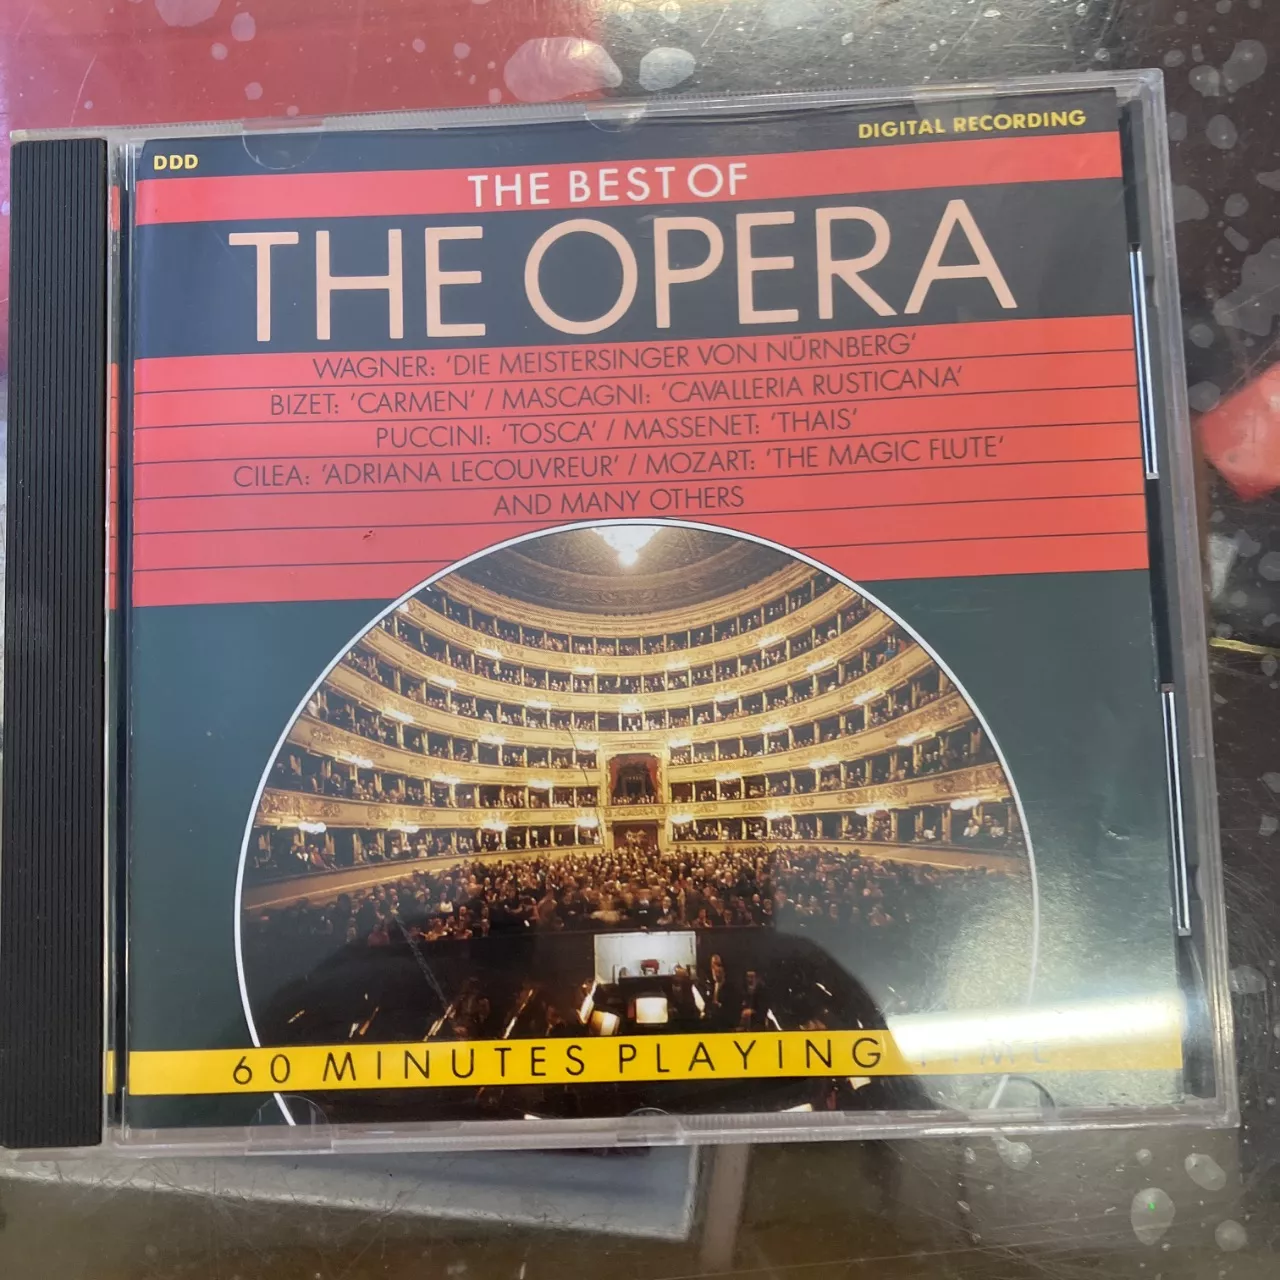 DDD
DIGITAL RECORDING
THE BEST OF
THE OPERA
WAGNER: 'DIE MEISTERSINGER VON NÜRNBERG'
BIZET: 'CARMEN' / MASCAGNI: 'CAVALLERIA RUSTICANA'
PUCCINI: 'TOSCA' / MASSENET: 'THAIS'
CILEA: 'ADRIANA LECOUVREUR' / MOZART: 'THE MAGIC FLUTE'
AND MANY OTHERS
60 MINUTES PLAYING TIME